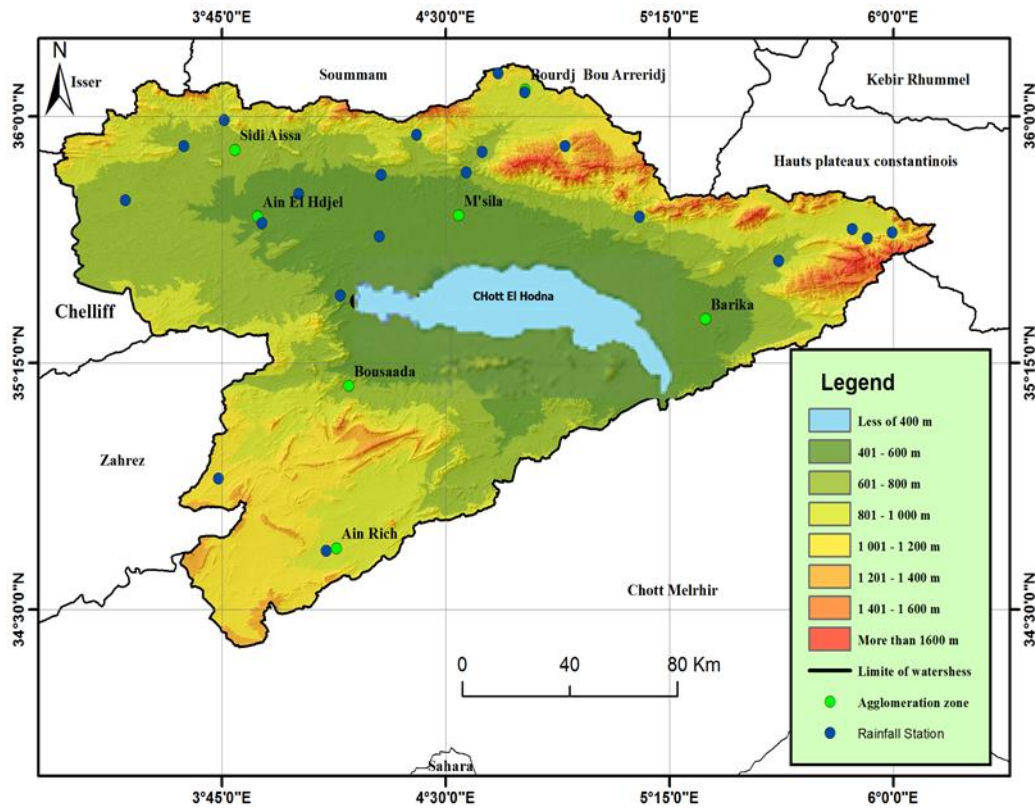 3°45'0"E
4°30'0"E
5°15'0"E
6°0'0"E
N
Isser
Soummam
Bourdj Bou Arreridj
Kebir Rhummel
36°0'0"N
36°0'0"N
Sidi Aissa
Hauts plateaux constantinois
Ain El Hdjel
M'sila
Chelliff
CHott El Hodna
Barika
35°15'0"N
35°15'0"N
Bousaada
Zahrez
Ain Rich
Chott Melrhir
34°30'0"N
34°30'0"N
0 40 80 Km
Sahara
Legend
Less of 400 m
401 - 600 m
601 - 800 m
801 - 1 000 m
1 001 - 1 200 m
1 201 - 1 400 m
1 401 - 1 600 m
More than 1600 m
Limite of watershess
Agglomeration zone
Rainfall Station
3°45'0"E
4°30'0"E
5°15'0"E
6°0'0"E